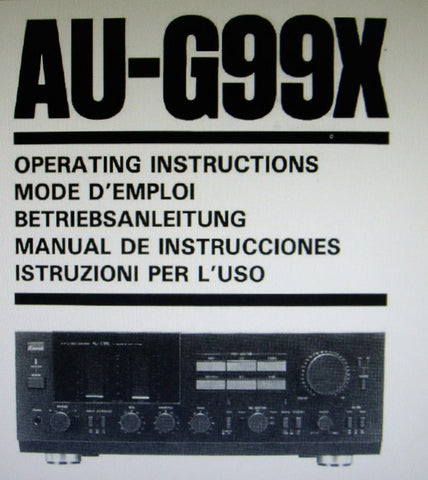 AU-G99X
OPERATING INSTRUCTIONS
MODE D'EMPLOI
BETRIEBSANLEITUNG
MANUAL DE INSTRUCCIONES
ISTRUZIONI PER L'USO